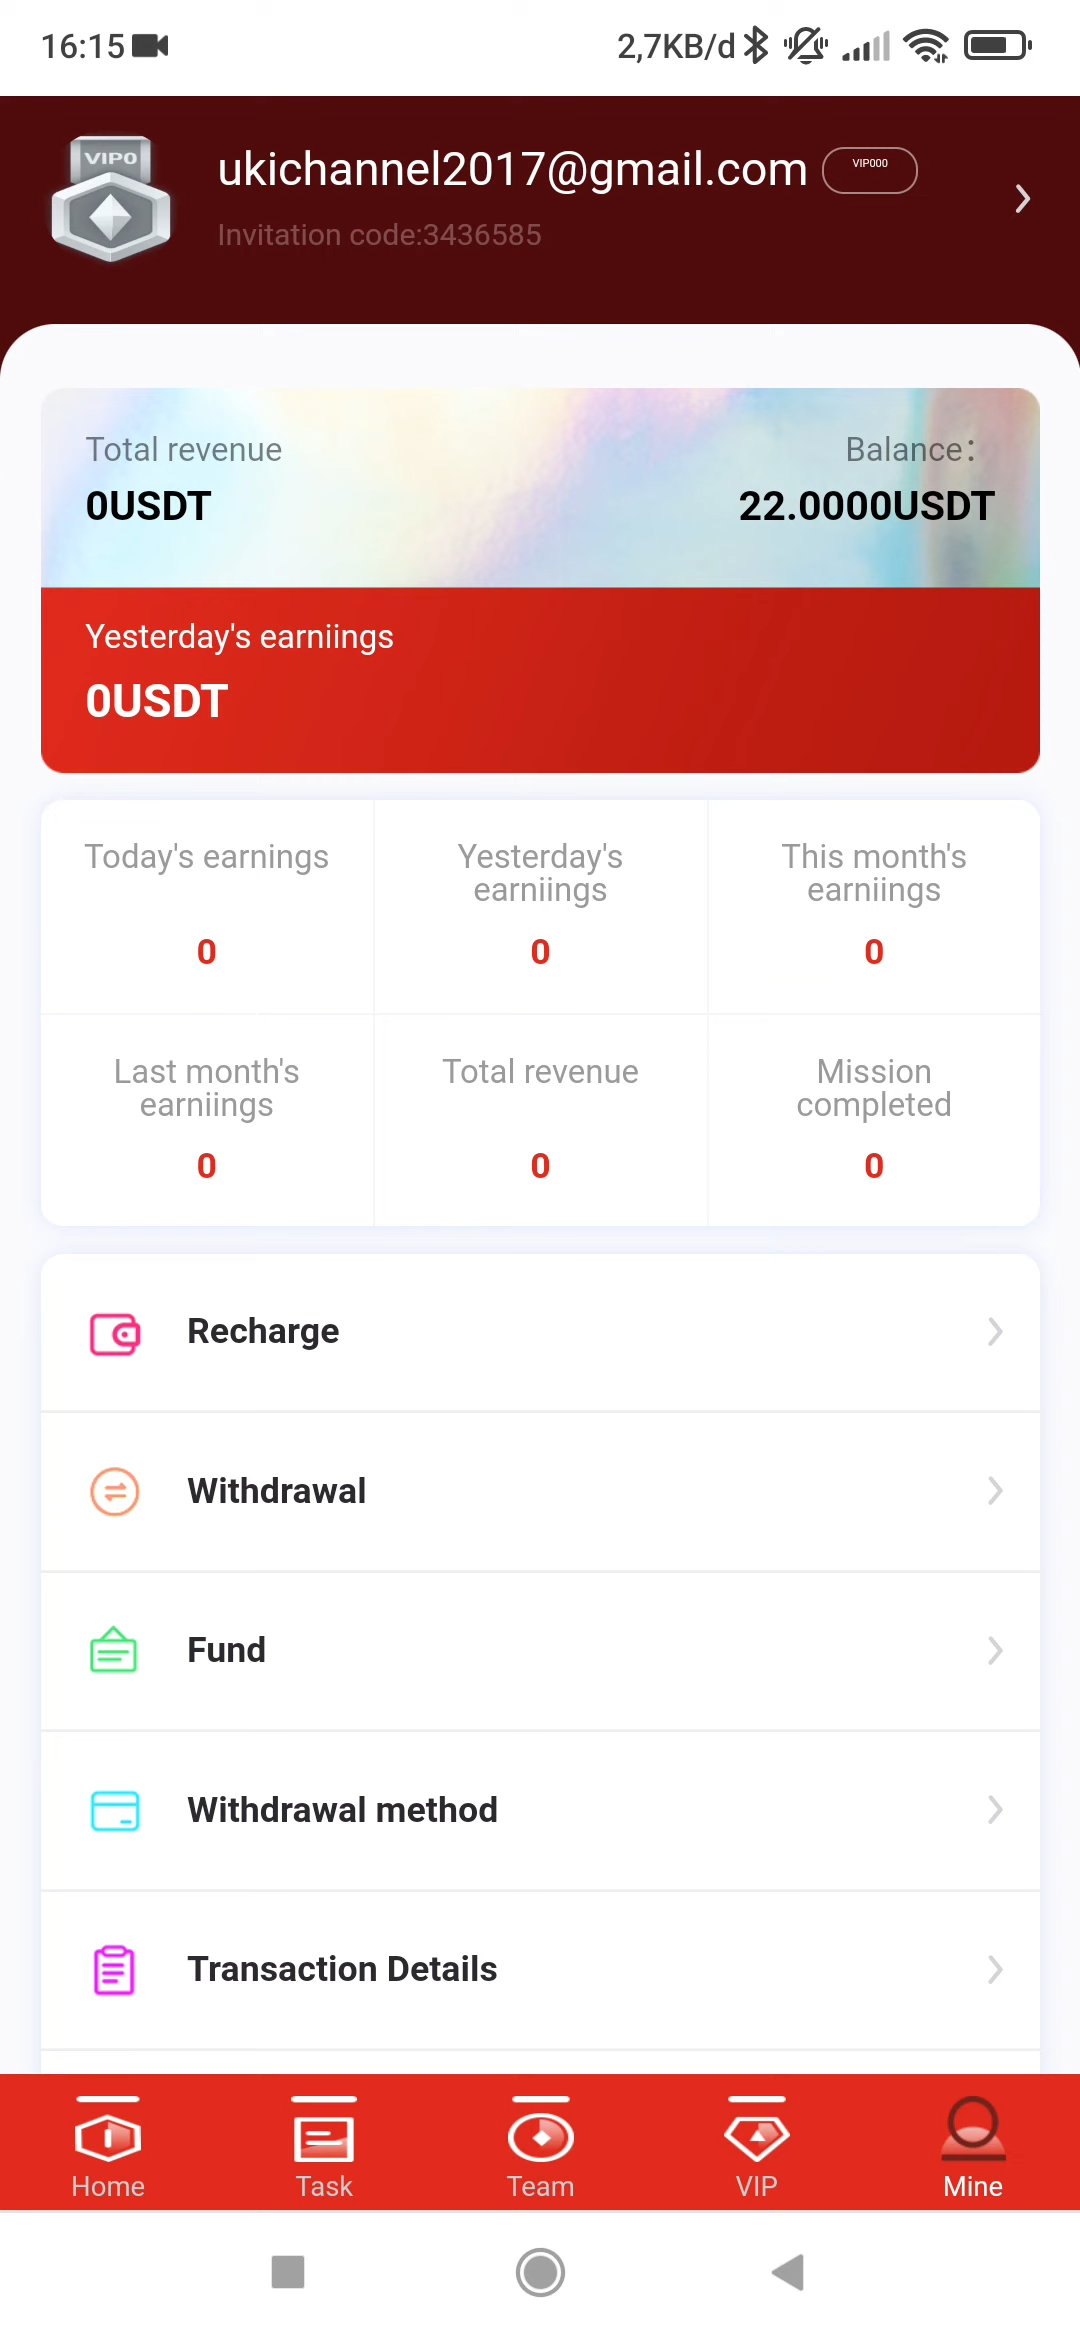 16:15
2,7KB/d
VIP0
ukichannel2017@gmail.com
VIP000
Invitation code:3436585
Total revenue
Balance：
0USDT
22.0000USDT
Yesterday's earniings
0USDT
Today's earnings
0
Yesterday's
earniings
0
This month's
earniings
0
Last month's
earniings
0
Total revenue
0
Mission
completed
0
Recharge
Withdrawal
Fund
Withdrawal method
Transaction Details
Home
Task
Team
VIP
Mine